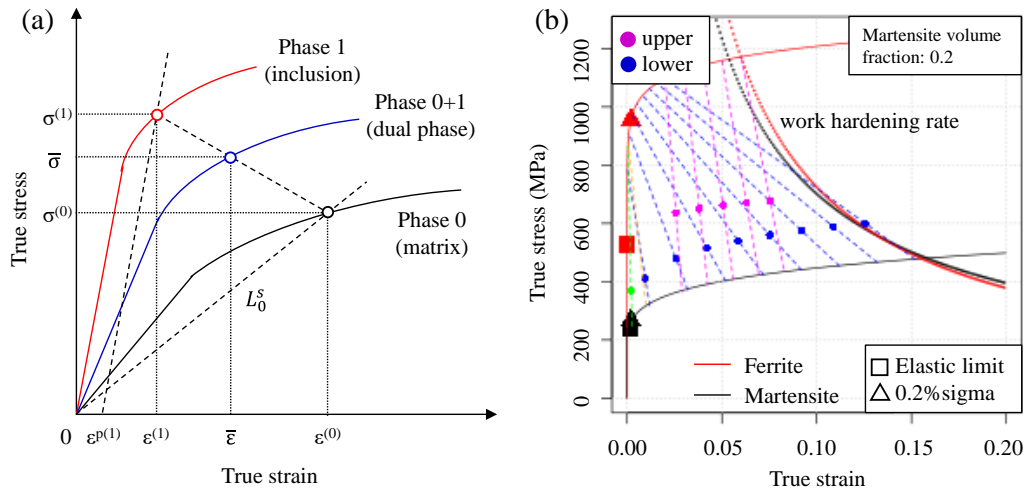 (a)
Phase 1
(inclusion)
Phase 0+1
(dual phase)
Phase 0
(matrix)
σ⁽¹⁾
σ̅
σ⁽⁰⁾
True stress
L₀ˢ
0
εᵖ⁽¹⁾
ε⁽¹⁾
ε̅
ε⁽⁰⁾
True strain
(b)
upper
lower
Martensite volume
fraction: 0.2
work hardening rate
True stress (MPa)
1200
1000
800
600
400
200
0
Ferrite
Martensite
Elastic limit
0.2%sigma
0.00
0.05
0.10
0.15
0.20
True strain